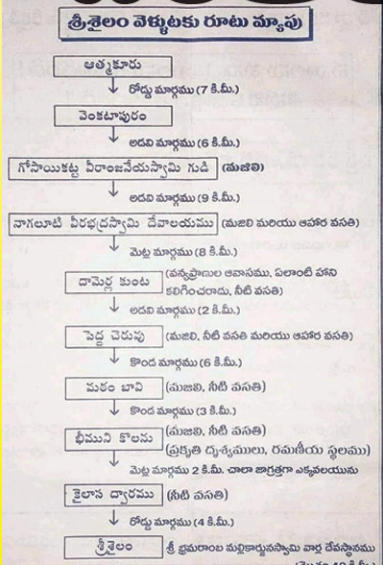 శ్రీశైలం వెళ్ళుటకు రూటు మ్యాపు
ఆత్మకూరు
రోడ్డు మార్గము (7 కి.మీ.)
వెంకటాపురం
అడవి మార్గము (6 కి.మీ.)
గోసాయికట్ట వీరాంజనేయస్వామి గుడి (మజిలి)
అడవి మార్గము (9 కి.మీ.)
నాగలూటి వీరభద్రస్వామి దేవాలయము (మజిలి మరియు ఆహార వసతి)
మెట్ల మార్గము (8 కి.మీ.)
దామెర్ల కుంట (వన్యప్రాణుల ఆవాసము, ఏలాంటి హాని
కలిగించరాదు, నీటి వసతి)
అడవి మార్గము (2 కి.మీ.)
పెద్ద చెరువు (మజిలి, నీటి వసతి మరియు ఆహార వసతి)
కొండ మార్గము (6 కి.మీ.)
మఠం బావి (మజిలి, నీటి వసతి)
కొండ మార్గము (3 కి.మీ.)
భీముని కొలను (మజిలి, నీటి వసతి)
(ప్రకృతి దృశ్యములు, రమణీయ స్థలము)
మెట్ల మార్గము 2 కి.మీ. చాలా జాగ్రత్తగా ఎక్కవలయును
కైలాస ద్వారము (నీటి వసతి)
రోడ్డు మార్గము (4 కి.మీ.)
శ్రీశైలం శ్రీ భ్రమరాంబ మల్లికార్జునస్వామి వార్ల దేవస్థానము